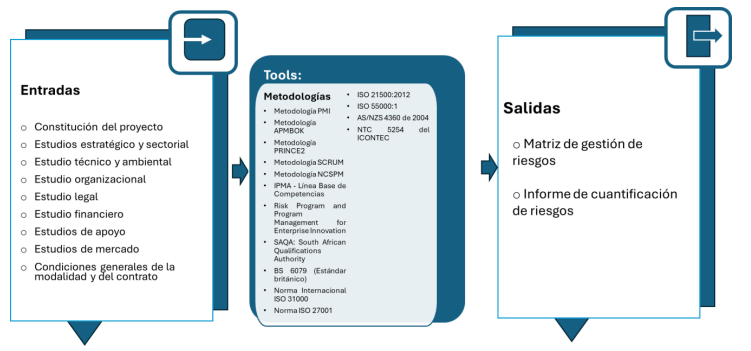 Entradas
o Constitución del proyecto
o Estudios estratégico y sectorial
o Estudio técnico y ambiental
o Estudio organizacional
o Estudio legal
o Estudio financiero
o Estudios de apoyo
o Estudios de mercado
o Condiciones generales de la
modalidad y del contrato
Tools:
Metodologías
• Metodología PMI
• Metodología
APMBOK
• Metodología
PRINCE2
• Metodología SCRUM
• Metodología NCSPM
• IPMA - Línea Base de
Competencias
• Risk Program and
Program
Management for
Enterprise Innovation
• SAQA: South African
Qualifications
Authority
• BS 6079 (Estándar
británico)
• Norma Internacional
ISO 31000
• Norma ISO 27001
• ISO 21500:2012
• ISO 55000:1
• AS/NZS 4360 de 2004
• NTC 5254 del
ICONTEC
Salidas
o Matriz de gestión de
riesgos
o Informe de cuantificación
de riesgos